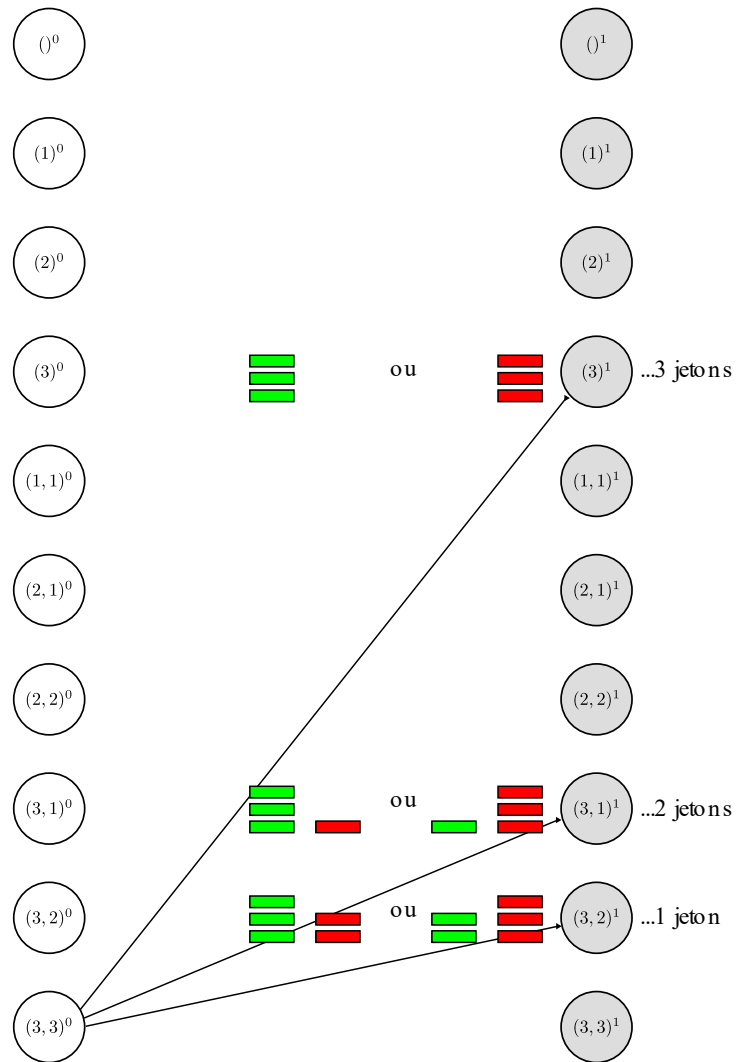 ()⁰ ()¹
(1)⁰ (1)¹
(2)⁰ (2)¹
(3)⁰ ou (3)¹ ...3 jetons
(1, 1)⁰ (1, 1)¹
(2, 1)⁰ (2, 1)¹
(2, 2)⁰ (2, 2)¹
(3, 1)⁰ ou (3, 1)¹ ...2 jetons
(3, 2)⁰ ou (3, 2)¹ ...1 jeton
(3, 3)⁰ (3, 3)¹